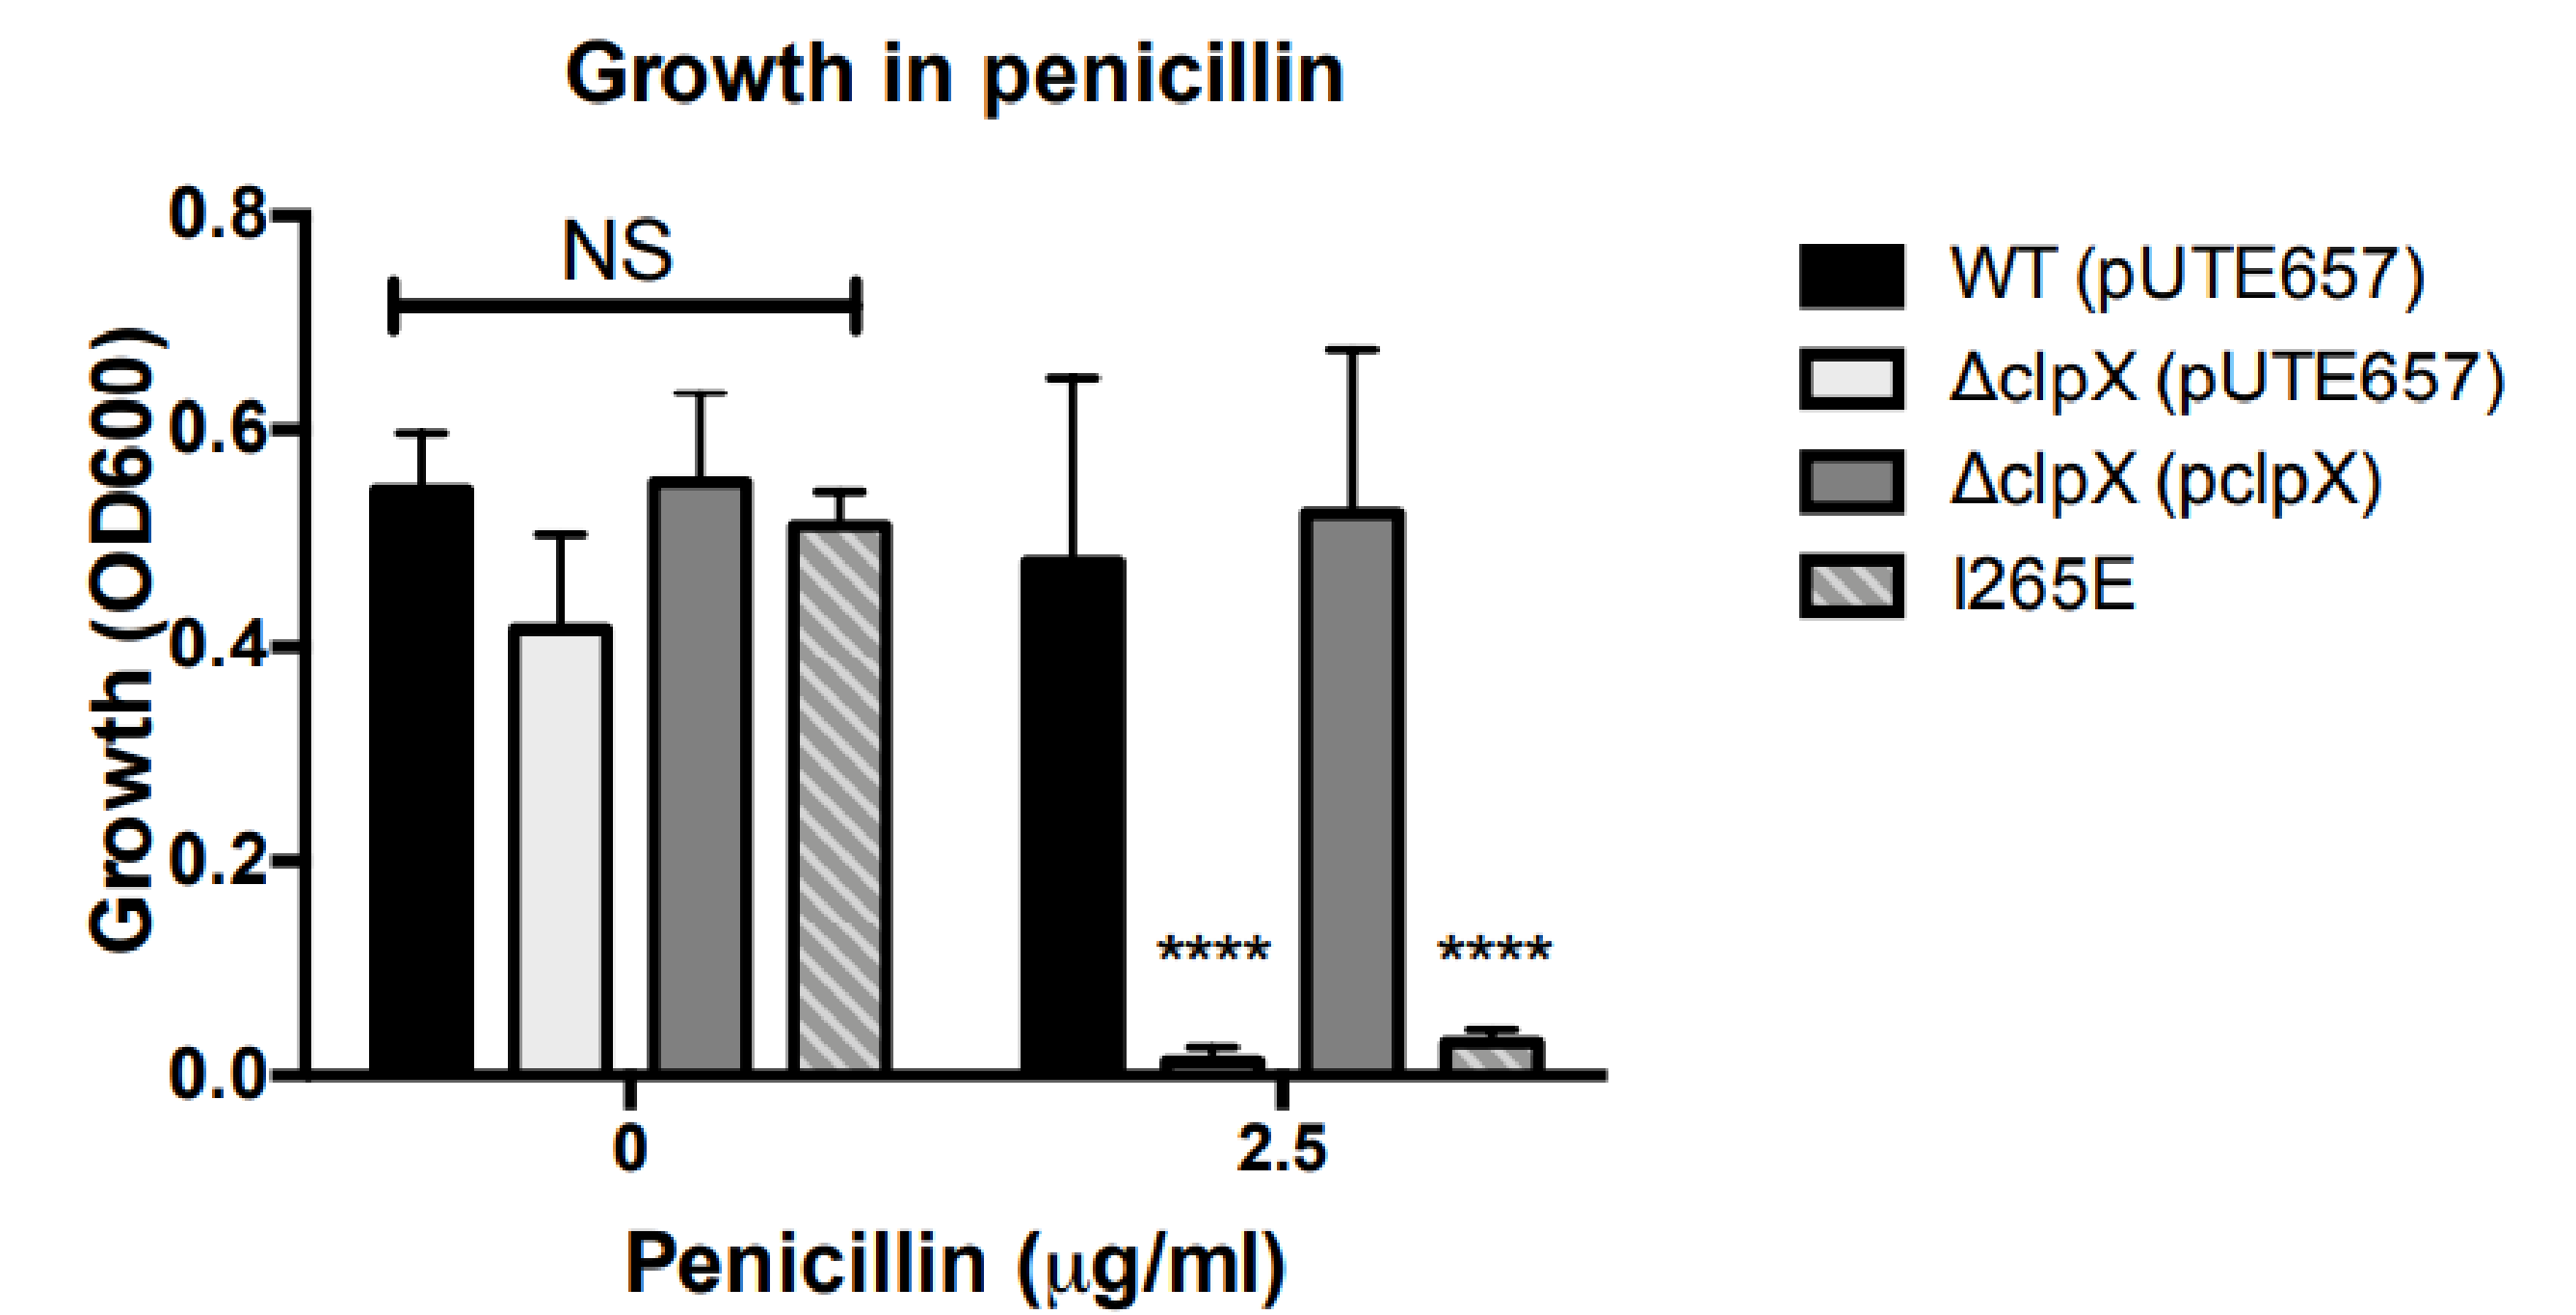 Growth in penicillin
Growth (OD600)
0.8
0.6
0.4
0.2
0.0
NS
**** ****
0 2.5
Penicillin (μg/ml)
WT (pUTE657)
ΔclpX (pUTE657)
ΔclpX (pclpX)
I265E